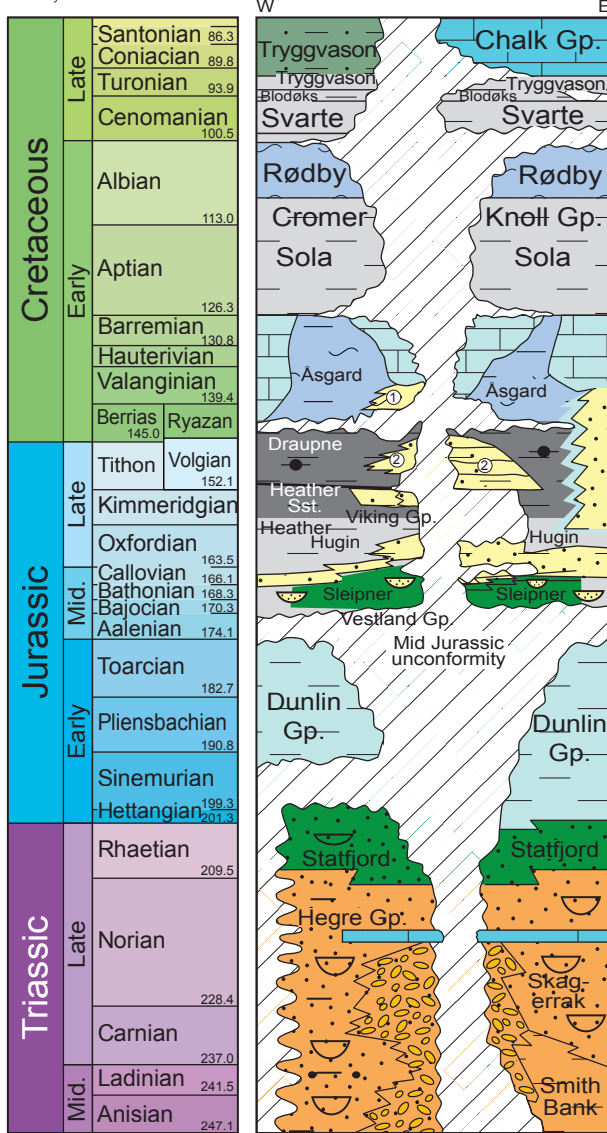 W
E
Cretaceous
Late
Santonian 86.3
Coniacian 89.8
Turonian 93.9
Cenomanian 100.5
Early
Albian 113.0
Aptian 126.3
Barremian 130.8
Hauterivian
Valanginian 139.4
Berrias 145.0
Ryazan
Jurassic
Late
Tithon
Volgian 152.1
Kimmeridgian
Oxfordian 163.5
Mid.
Callovian 166.1
Bathonian 168.3
Bajocian 170.3
Aalenian 174.1
Early
Toarcian 182.7
Pliensbachian 190.8
Sinemurian 199.3
Hettangian 201.3
Triassic
Late
Rhaetian 209.5
Norian 228.4
Carnian 237.0
Mid.
Ladinian 241.5
Anisian 247.1
Tryggvason
Chalk Gp.
Tryggvason
Tryggvason
Blodøks
Blodøks
Svarte
Svarte
Rødby
Rødby
Cromer
Knoll Gp.
Sola
Sola
Åsgard
Åsgard
1
Draupne
2
2
Heather
Sst.
Viking Gp.
Heather
Hugin
Hugin
Sleipner
Sleipner
Vestland Gp.
Mid Jurassic
unconformity
Dunlin
Gp.
Dunlin
Gp.
Statfjord
Statfjord
Hegre Gp.
Skag-
errak
Smith
Bank